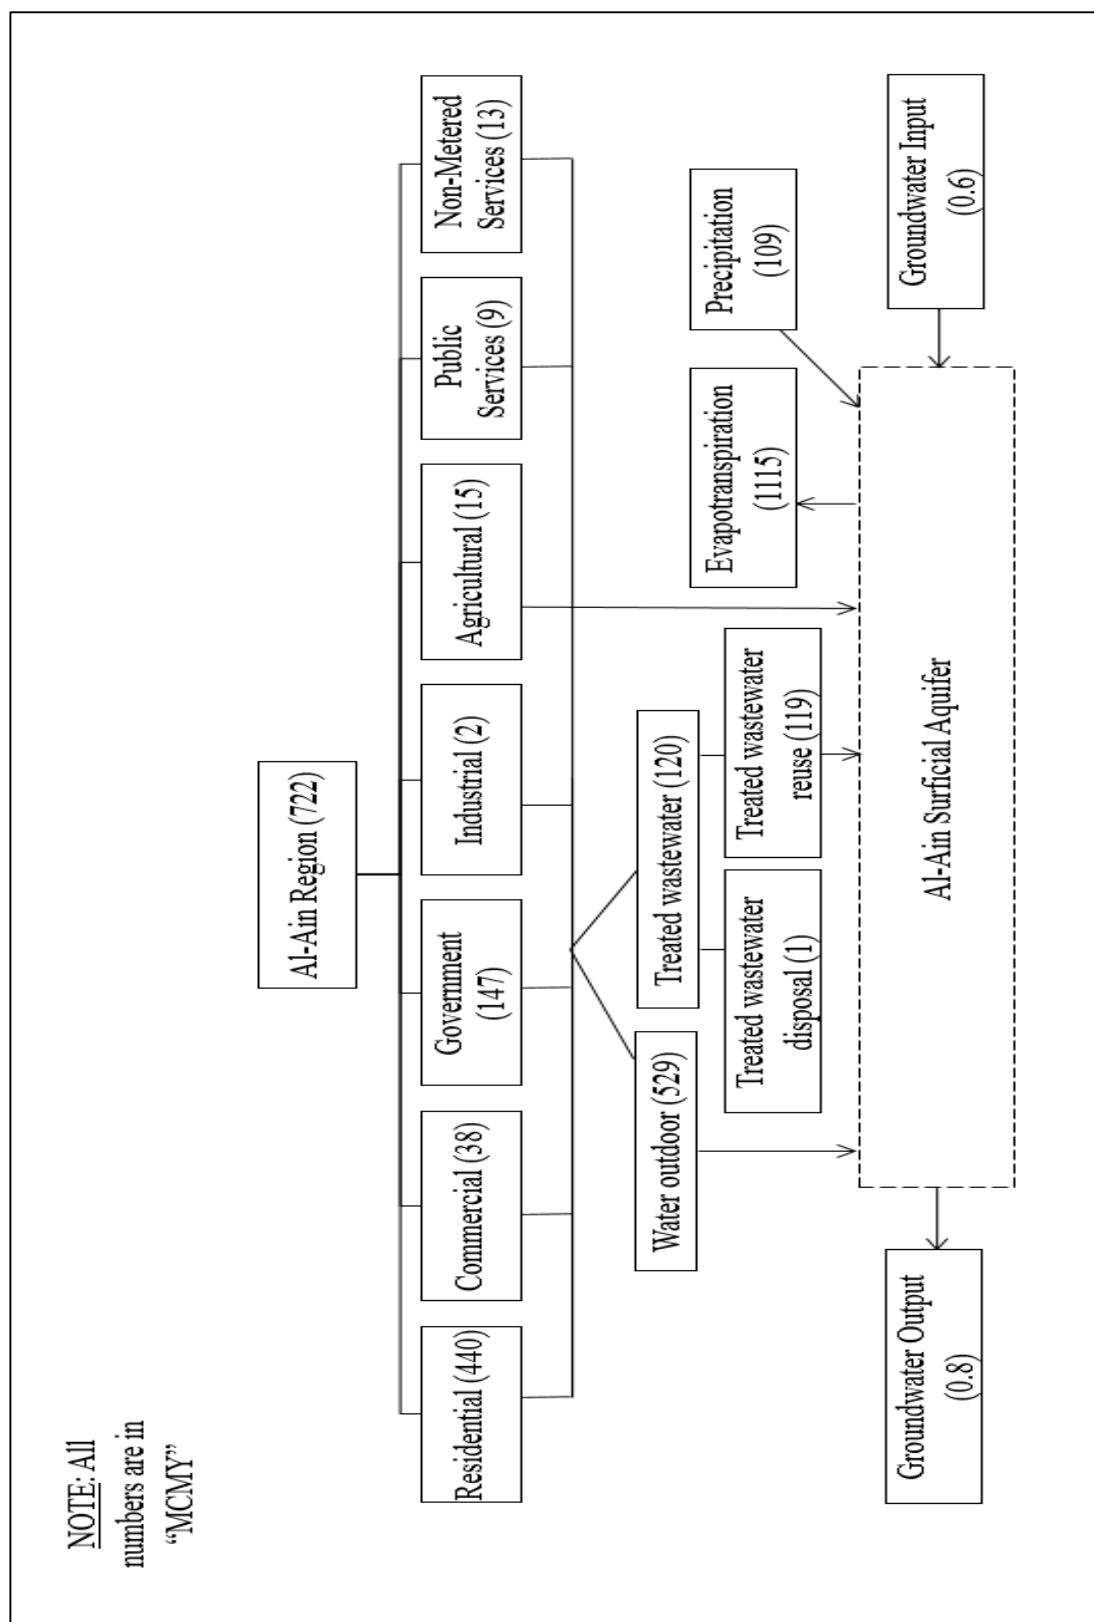 NOTE: All
numbers are in
“MCMY”
Al-Ain Region (722)
Residential (440)
Commercial (38)
Government
(147)
Industrial (2)
Agricultural (15)
Public
Services (9)
Non-Metered
Services (13)
Water outdoor (529)
Treated wastewater (120)
Treated wastewater
disposal (1)
Treated wastewater
reuse (119)
Evapotranspiration
(1115)
Precipitation
(109)
Groundwater Output
(0.8)
Al-Ain Surficial Aquifer
Groundwater Input
(0.6)